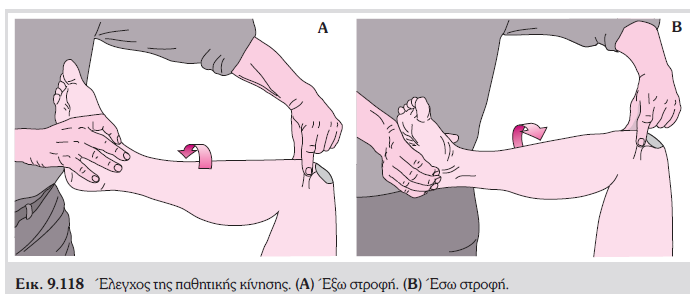 A
B
Εικ. 9.118 Έλεγχος της παθητικής κίνησης. (Α) Έξω στροφή. (Β) Έσω στροφή.